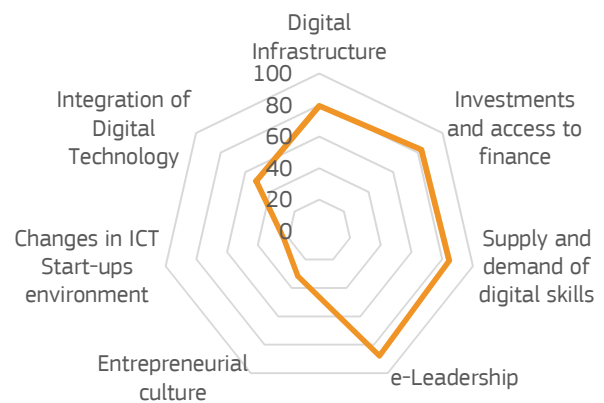 Digital
Infrastructure
100
80
60
40
20
0
Investments
and access to
finance
Supply and
demand of
digital skills
e-Leadership
Entrepreneurial
culture
Changes in ICT
Start-ups
environment
Integration of
Digital
Technology